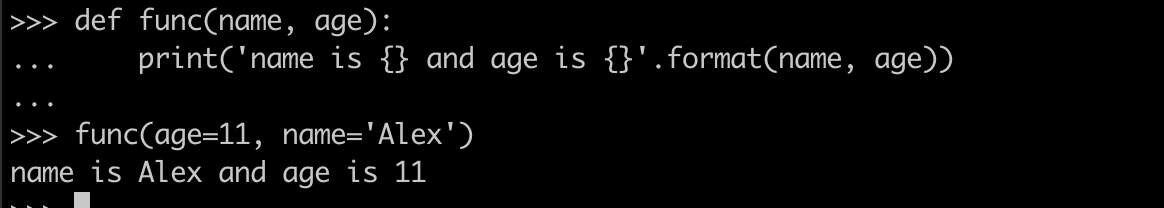 >>> def func(name, age):
...     print('name is {} and age is {}'.format(name, age))
...
>>> func(age=11, name='Alex')
name is Alex and age is 11
>>>